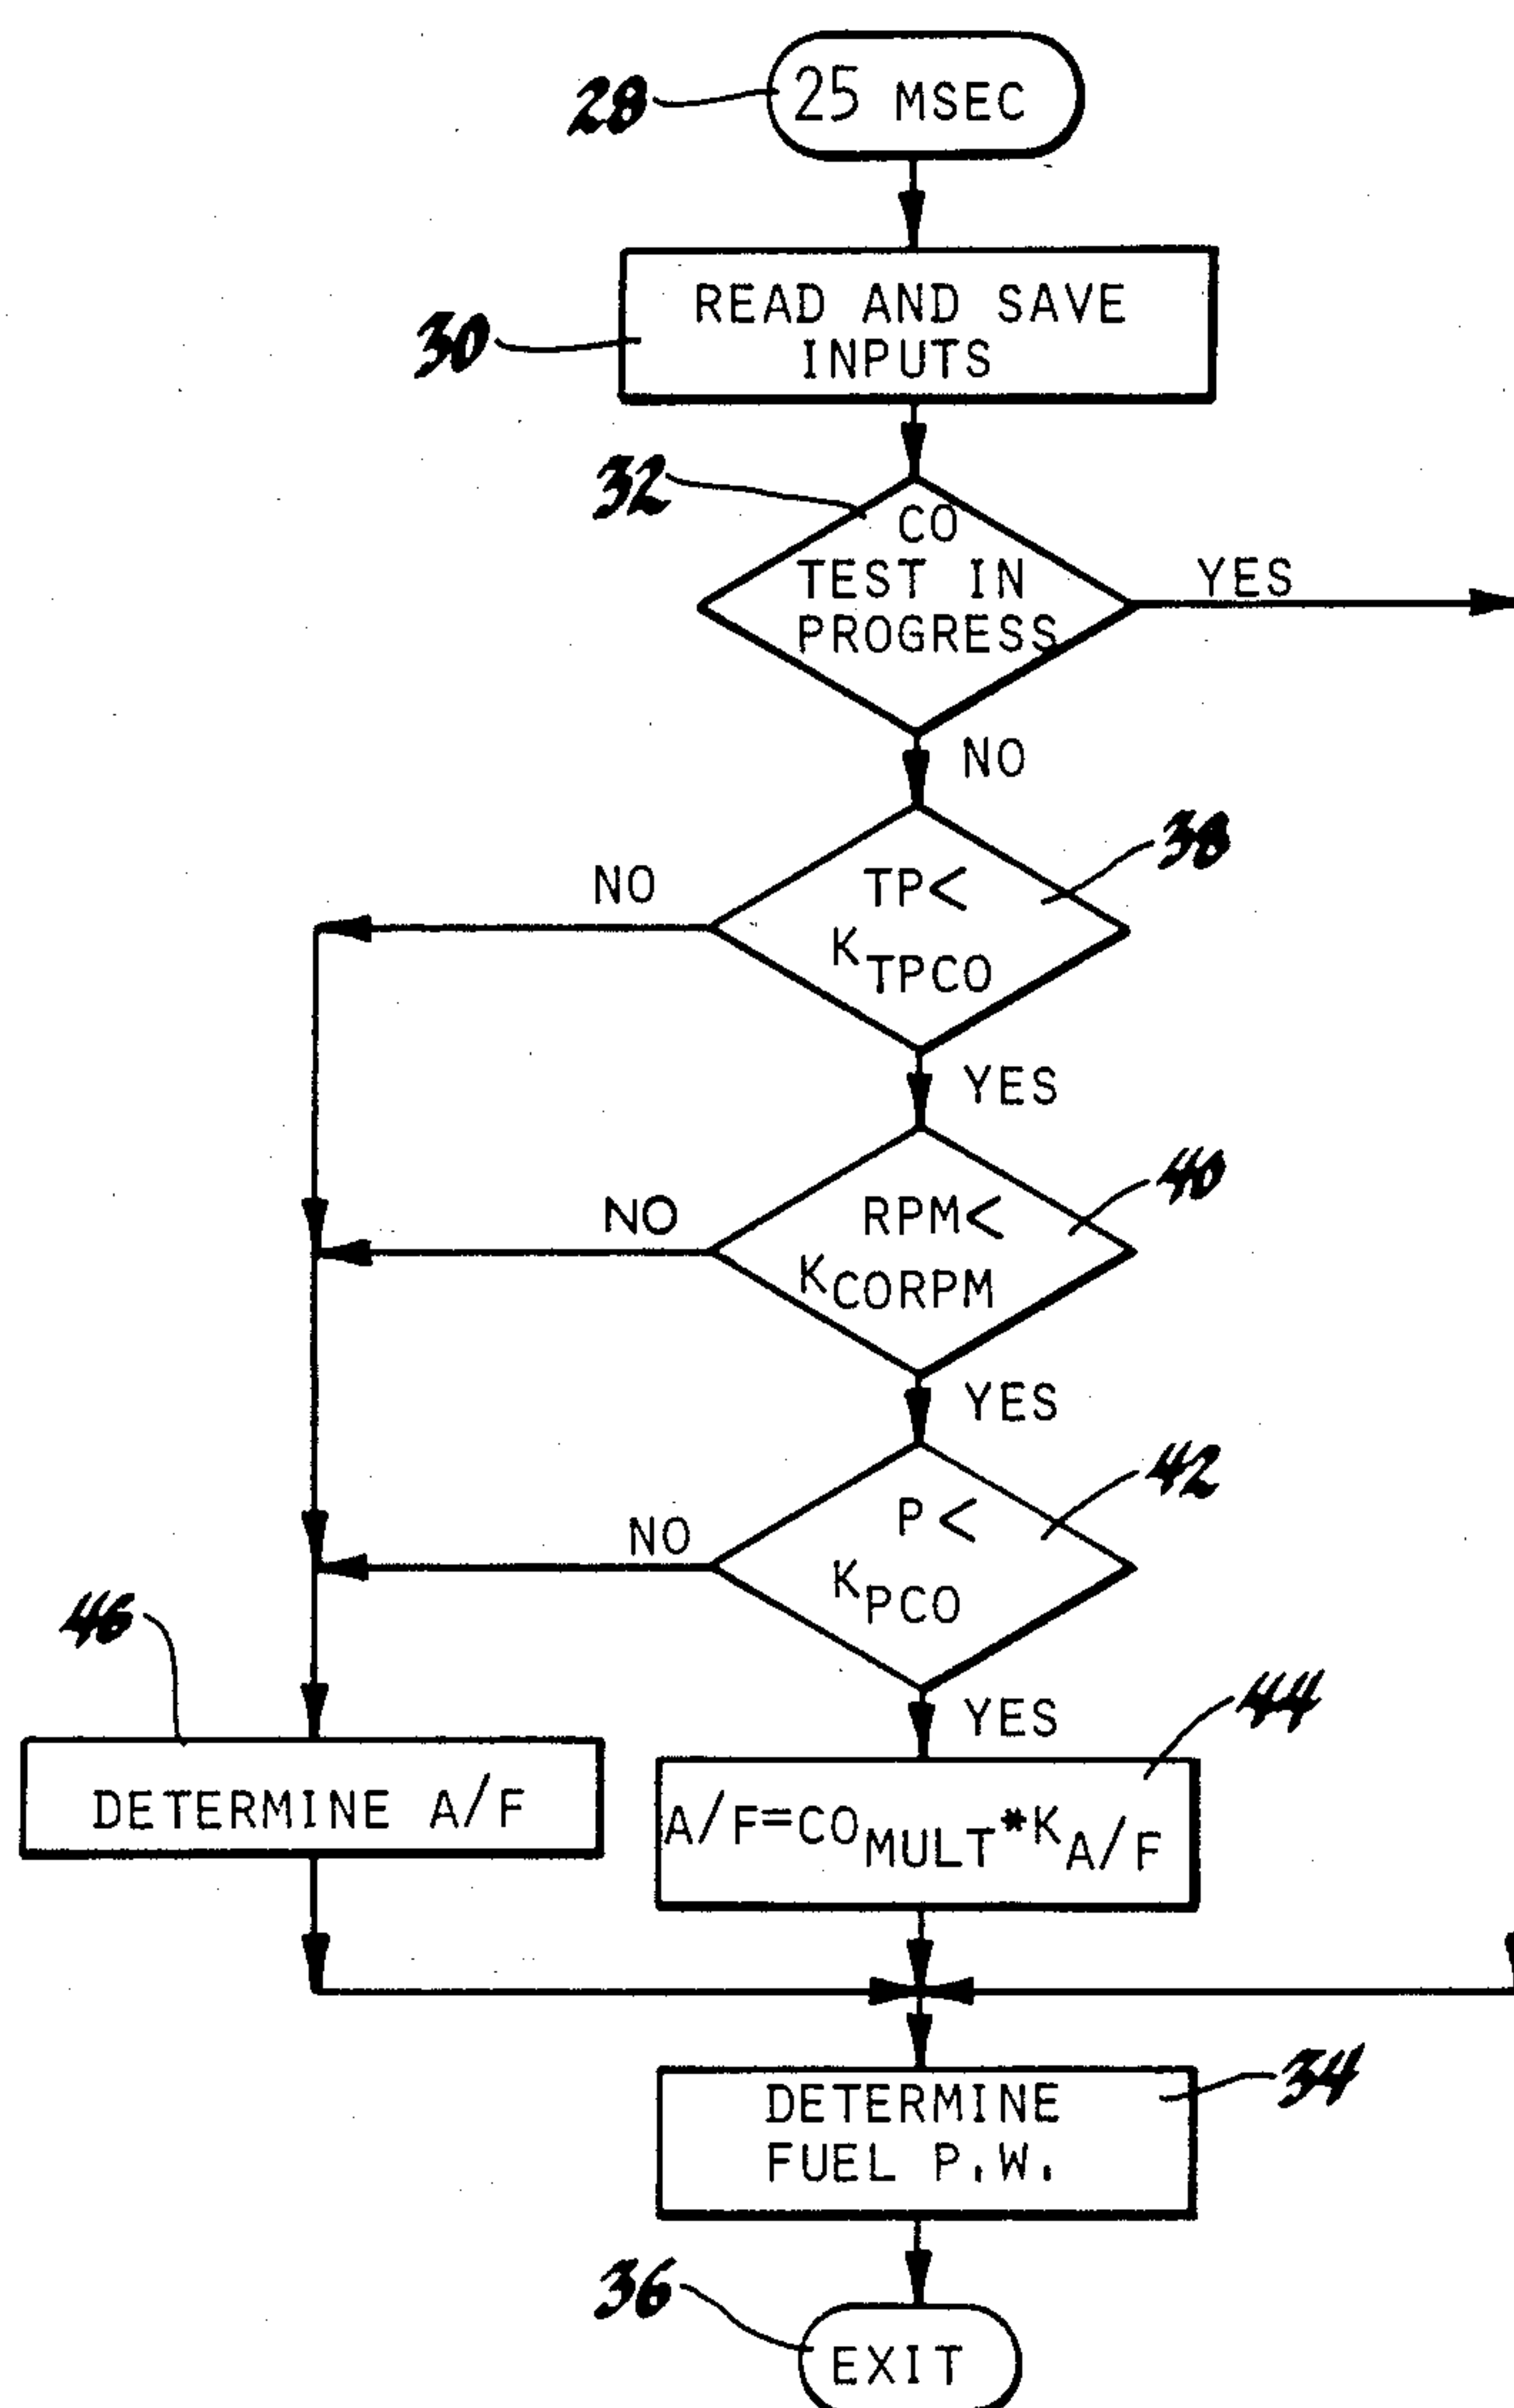 28
25 MSEC
30
READ AND SAVE
INPUTS
32
CO
TEST IN
PROGRESS
YES
NO
38
NO
TP<
KTPCO
YES
40
NO
RPM<
KCORPM
YES
42
NO
P<
KPCO
46
YES
44
DETERMINE A/F
A/F=COMULT*KA/F
34
DETERMINE
FUEL P.W.
36
EXIT